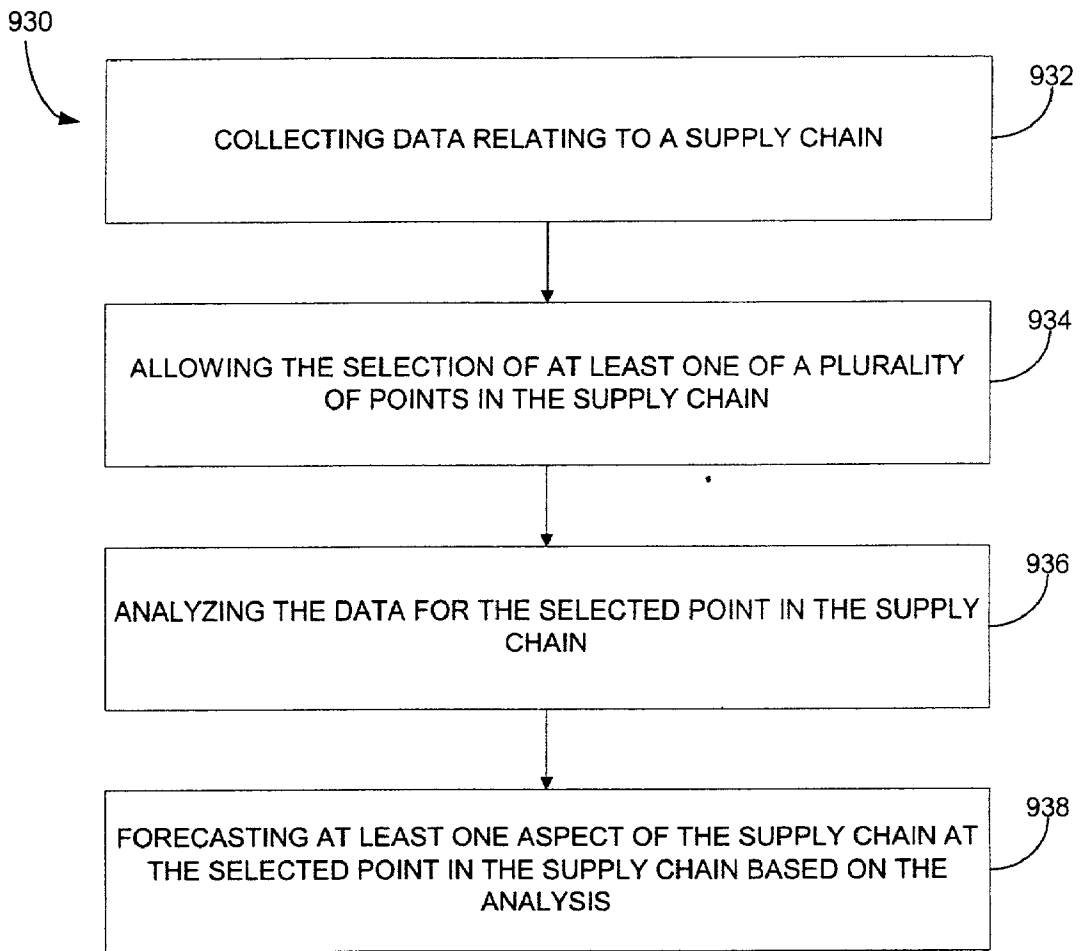 930
932
COLLECTING DATA RELATING TO A SUPPLY CHAIN
934
ALLOWING THE SELECTION OF AT LEAST ONE OF A PLURALITY
OF POINTS IN THE SUPPLY CHAIN
936
ANALYZING THE DATA FOR THE SELECTED POINT IN THE SUPPLY
CHAIN
938
FORECASTING AT LEAST ONE ASPECT OF THE SUPPLY CHAIN AT
THE SELECTED POINT IN THE SUPPLY CHAIN BASED ON THE
ANALYSIS